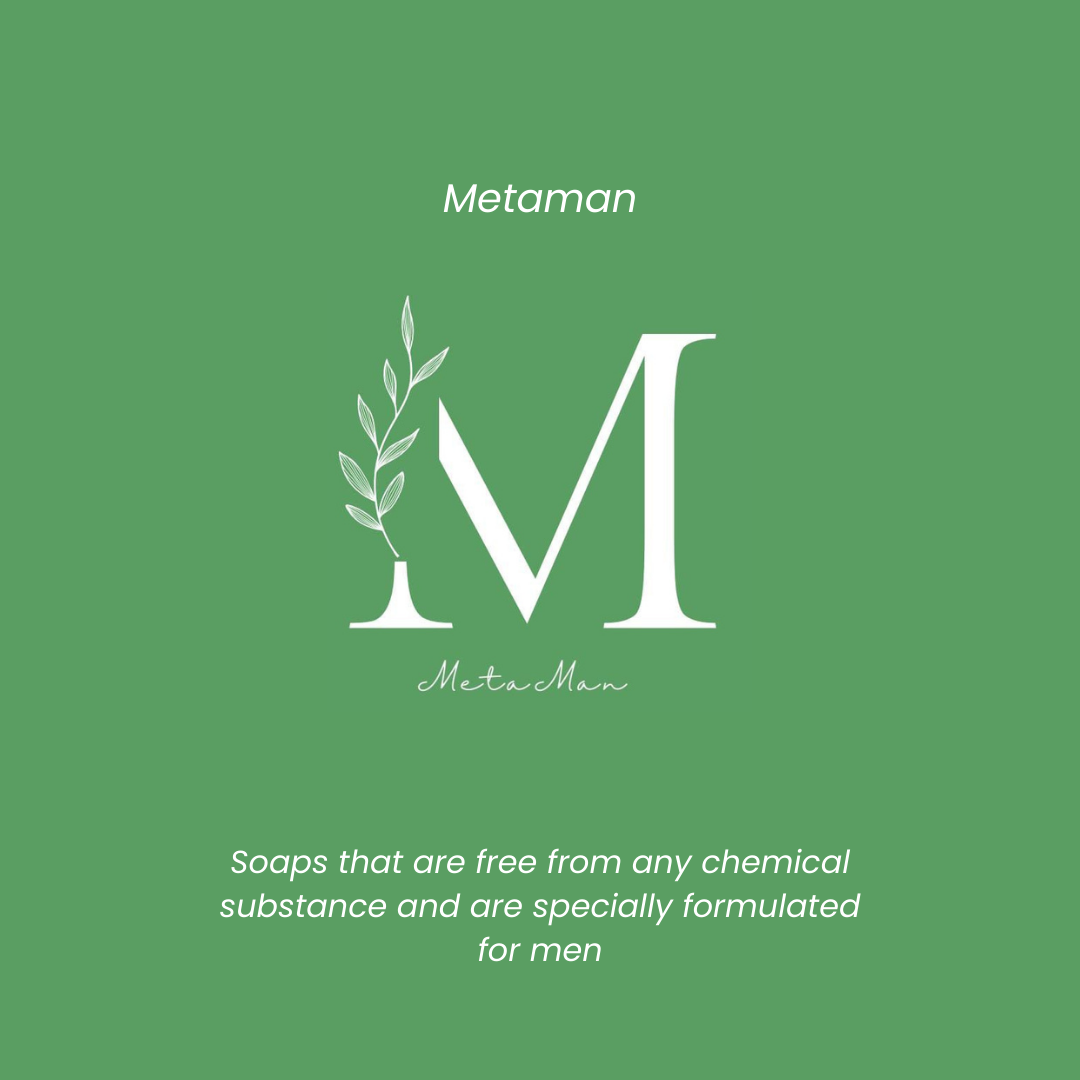 Metaman
M
MetaMan
Soaps that are free from any chemical
substance and are specially formulated
for men